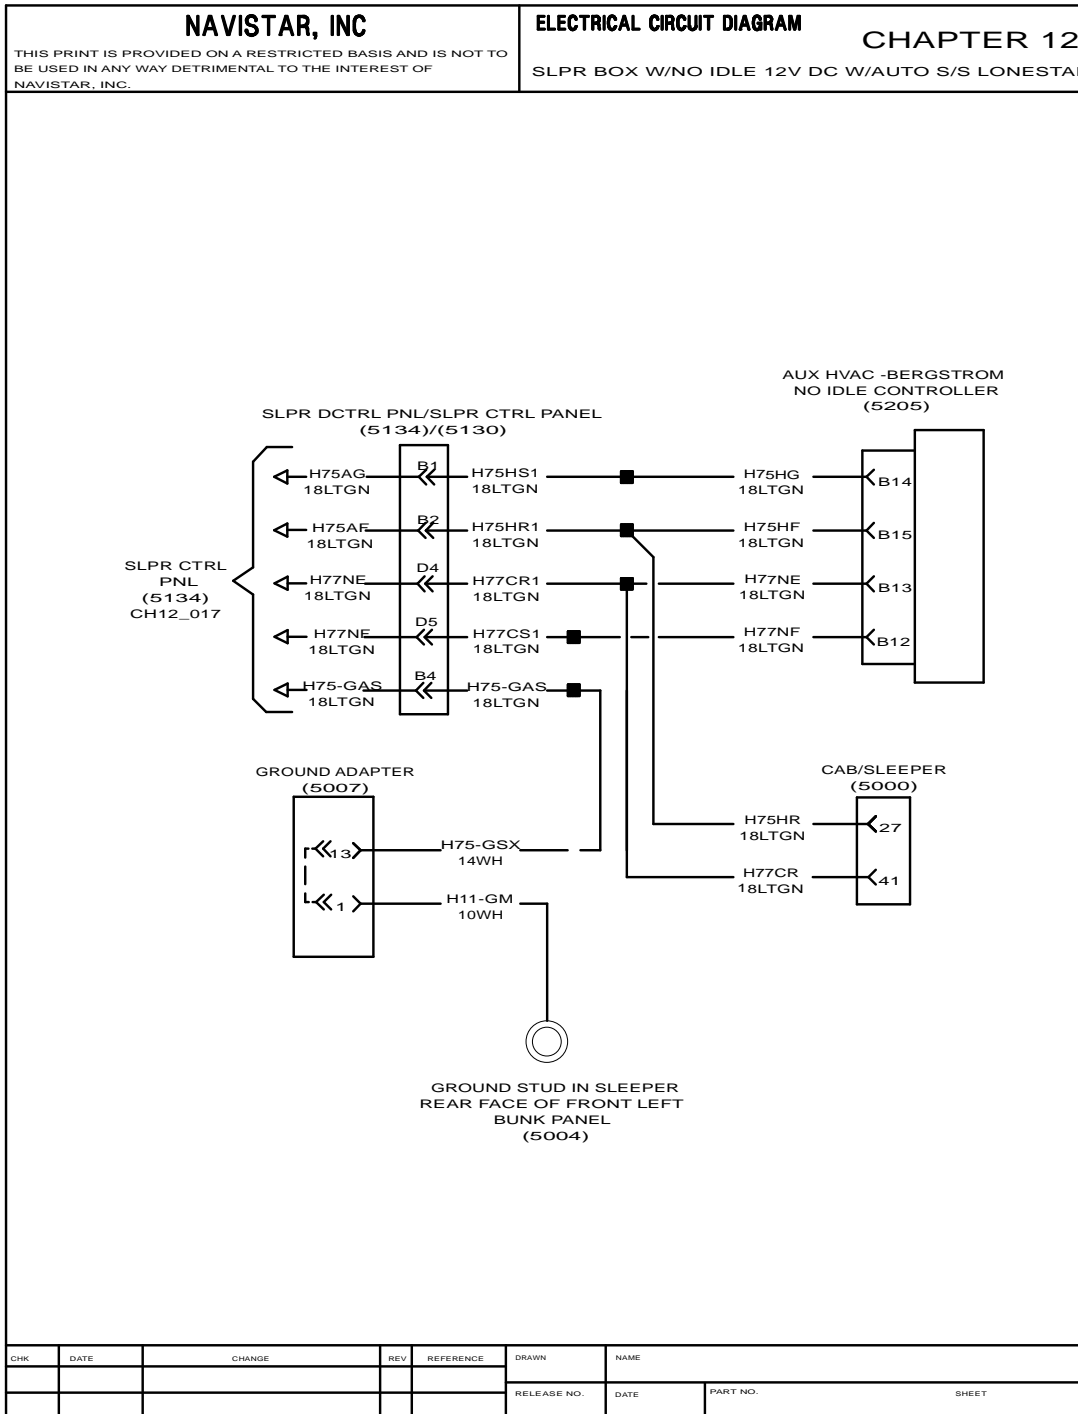 NAVISTAR, INC
THIS PRINT IS PROVIDED ON A RESTRICTED BASIS AND IS NOT TO
BE USED IN ANY WAY DETRIMENTAL TO THE INTEREST OF
NAVISTAR, INC.
ELECTRICAL CIRCUIT DIAGRAM
CHAPTER 12
SLPR BOX W/NO IDLE 12V DC W/AUTO S/S LONESTAR
AUX HVAC -BERGSTROM
NO IDLE CONTROLLER
(5205)
SLPR DCTRL PNL/SLPR CTRL PANEL
(5134)/(5130)
H75AG
18LTGN
B1
H75HS1
18LTGN
H75HG
18LTGN
B14
H75AF
18LTGN
B2
H75HR1
18LTGN
H75HF
18LTGN
B15
SLPR CTRL
PNL
(5134)
CH12_017
H77NE
18LTGN
D4
H77CR1
18LTGN
H77NE
18LTGN
B13
H77NF
18LTGN
D5
H77CS1
18LTGN
H77NF
18LTGN
B12
H75-GAS
18LTGN
B4
H75-GAS
18LTGN
GROUND ADAPTER
(5007)
CAB/SLEEPER
(5000)
H75HR
18LTGN
27
13
H75-GSX
14WH
H77CR
18LTGN
41
1
H11-GM
10WH
GROUND STUD IN SLEEPER
REAR FACE OF FRONT LEFT
BUNK PANEL
(5004)
CHK
DATE
CHANGE
REV
REFERENCE
DRAWN
NAME
RELEASE NO.
DATE
PART NO.
SHEET